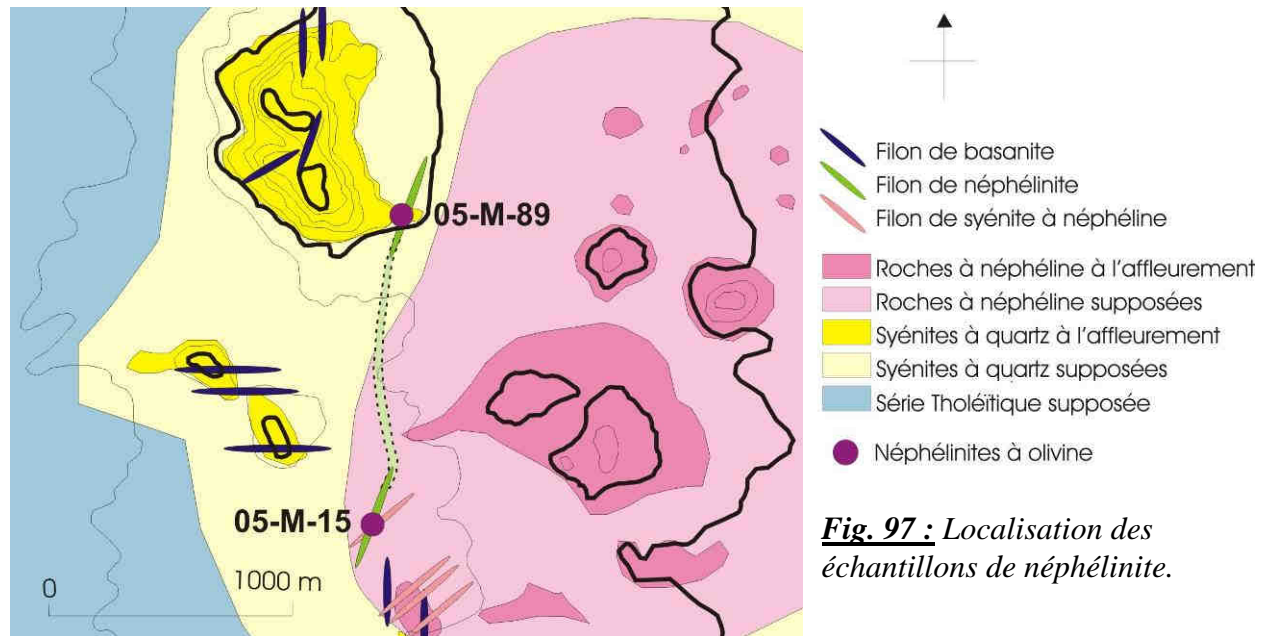 05-M-89
05-M-15
0
1000 m
Filon de basanite
Filon de néphélinite
Filon de syénite à néphéline
Roches à néphéline à l'affleurement
Roches à néphéline supposées
Syénites à quartz à l'affleurement
Syénites à quartz supposées
Série Tholéïtique supposée
Néphélinites à olivine
Fig. 97 : Localisation des
échantillons de néphélinite.